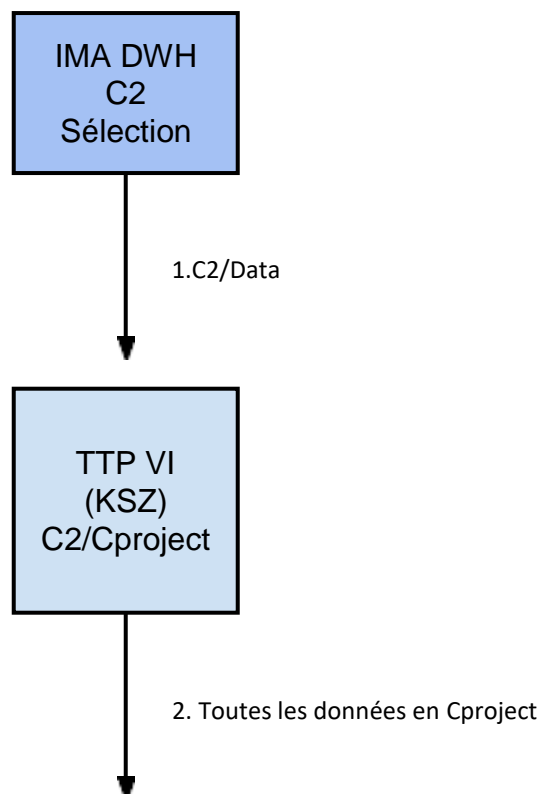 IMA DWH
C2
Sélection
1.C2/Data
TTP VI
(KSZ)
C2/Cproject
2. Toutes les données en Cproject